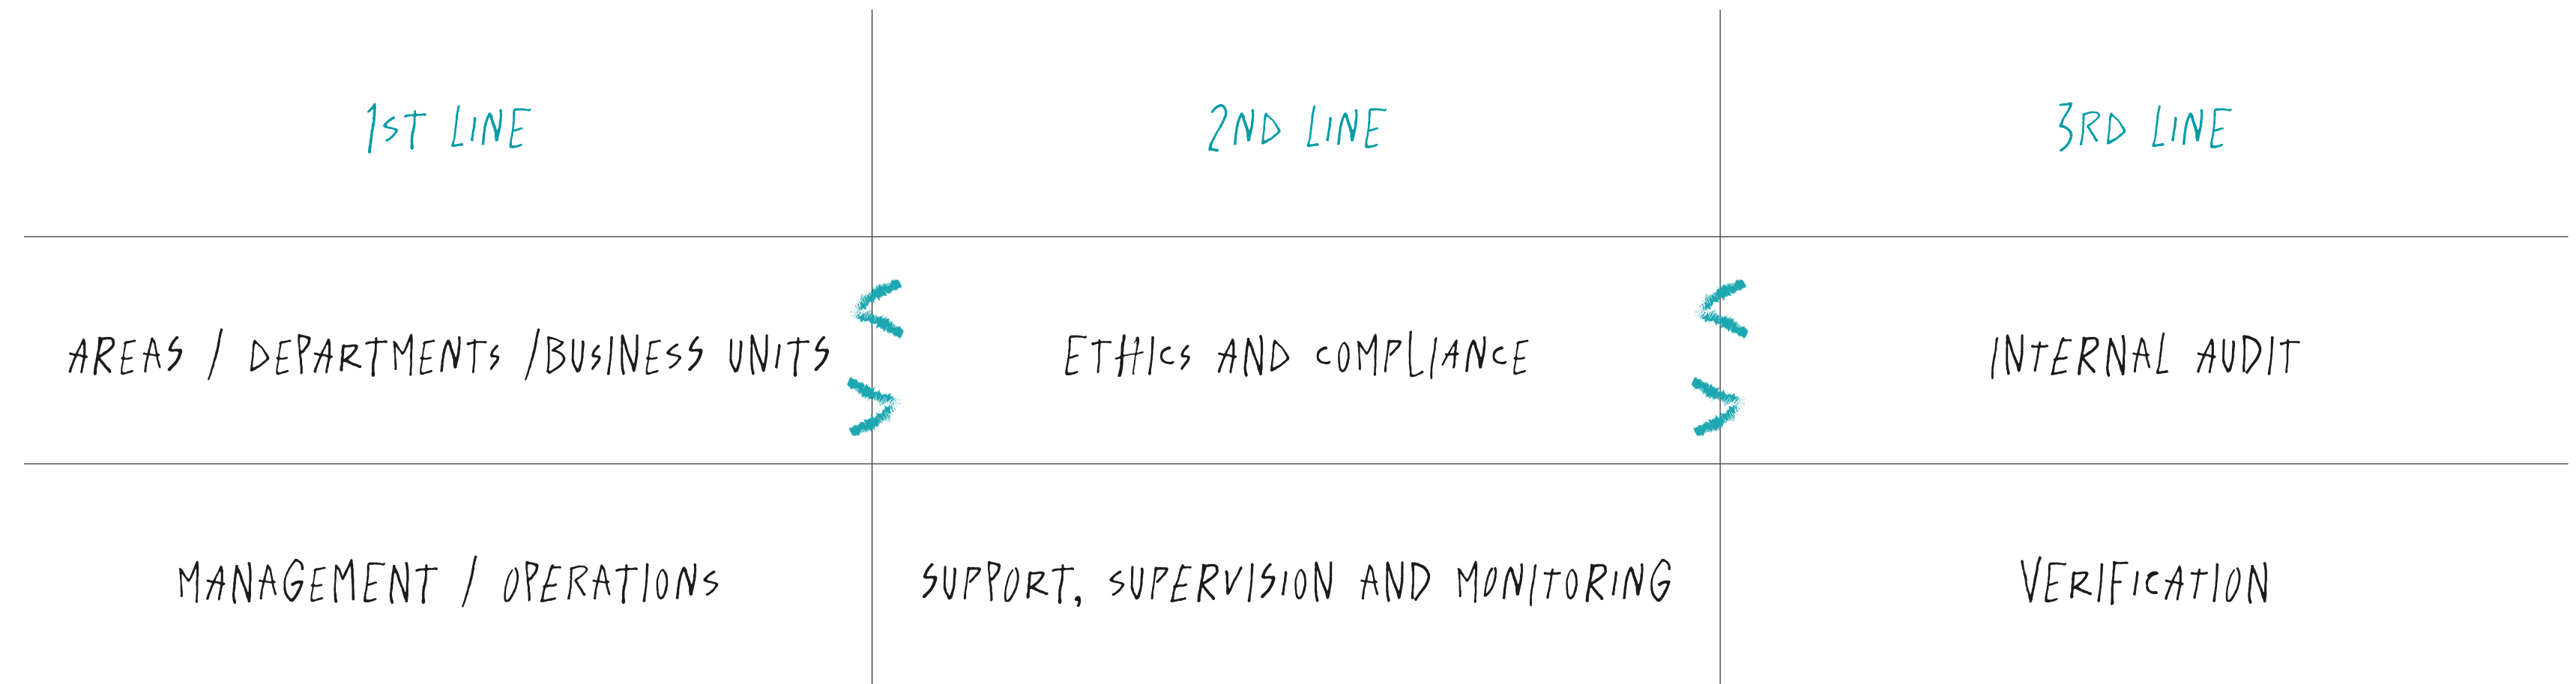 1ST LINE
2ND LINE
3RD LINE
AREAS / DEPARTMENTS /BUSINESS UNITS
ETHICS AND COMPLIANCE
INTERNAL AUDIT
MANAGEMENT / OPERATIONS
SUPPORT, SUPERVISION AND MONITORING
VERIFICATION